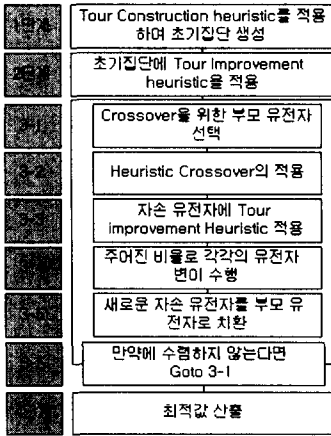 1단계
Tour Construction heuristic를 적용
하여 초기집단 생성
2단계
초기집단에 Tour Improvement
heuristic을 적용
3-1
Crossover을 위한 부모 유전자
선택
3-2
Heuristic Crossover의 적용
3-3
자손 유전자에 Tour
improvement Heuristic 적용
주어진 비율로 각각의 유전자
변이 수행
새로운 자손 유전자를 부모 유
전자로 치환
만약에 수렴하지 않는다면
Goto 3-1
최적값 산출